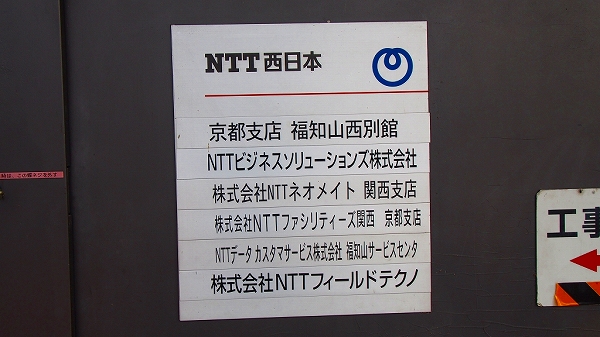 NTT西日本
京都支店 福知山西別館
NTTビジネスソリューションズ株式会社
株式会社NTTネオメイト 関西支店
株式会社NTTファシリティーズ関西 京都支店
NTTデータ カスタマサービス株式会社 福知山サービスセンタ
株式会社NTTフィールドテクノ
工事